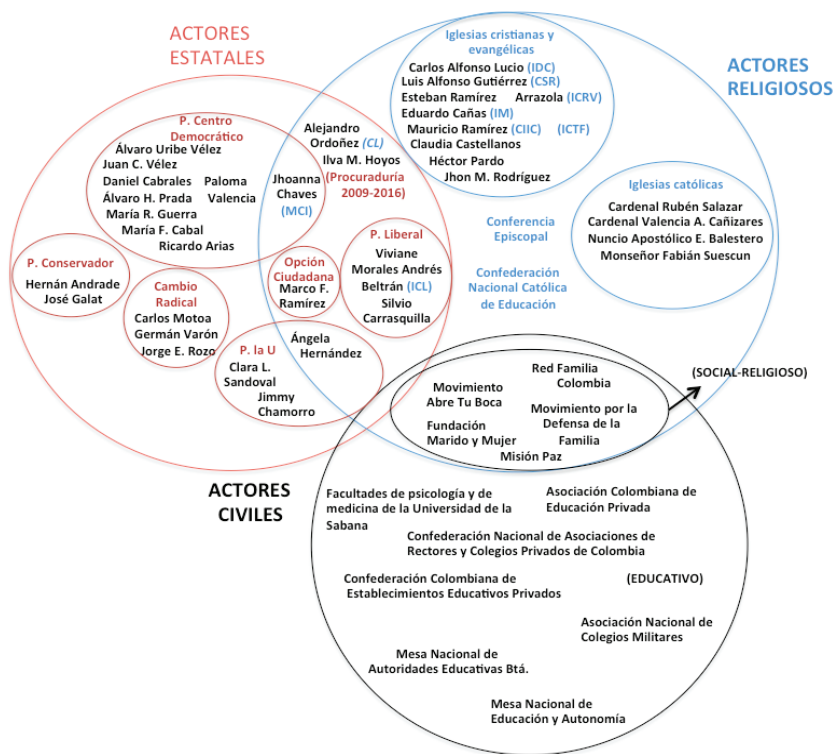 ACTORES
ESTATALES
P. Centro
Democrático
Álvaro Uribe Vélez
Juan C. Vélez
Daniel Cabrales Paloma
Álvaro H. Prada Valencia
María R. Guerra
María F. Cabal
Ricardo Arias
P. Conservador
Hernán Andrade
José Galat
Cambio
Radical
Carlos Motoa
Germán Varón
Jorge E. Rozo
P. la U
Clara L.
Sandoval
Jimmy
Chamorro
Ángela
Hernández
Alejandro
Ordoñez (CL)
Ilva M. Hoyos
(Procuraduría
2009-2016)
Jhoanna
Chaves
(MCI)
Opción
Ciudadana
Marco F.
Ramírez
P. Liberal
Viviane
Morales Andrés
Beltrán (ICL)
Silvio
Carrasquilla
ACTORES
RELIGIOSOS
Iglesias cristianas y
evangélicas
Carlos Alfonso Lucio (IDC)
Luis Alfonso Gutiérrez (CSR)
Esteban Ramírez Arrazola (ICRV)
Eduardo Cañas (IM)
Mauricio Ramírez (CIIC) (ICTF)
Claudia Castellanos
Héctor Pardo
Jhon M. Rodríguez
Iglesias católicas
Cardenal Rubén Salazar
Cardenal Valencia A. Cañizares
Nuncio Apostólico E. Balestero
Monseñor Fabián Suescun
Conferencia
Episcopal
Confederación
Nacional Católica
de Educación
(SOCIAL-RELIGIOSO)
Red Familia
Colombia
Movimiento
Abre Tu Boca
Movimiento por la
Defensa de la
Familia
Fundación
Marido y Mujer
Misión Paz
ACTORES
CIVILES
Facultades de psicología y de
medicina de la Universidad de la
Sabana
Asociación Colombiana de
Educación Privada
Confederación Nacional de Asociaciones de
Rectores y Colegios Privados de Colombia
Confederación Colombiana de
Establecimientos Educativos Privados
(EDUCATIVO)
Asociación Nacional de
Colegios Militares
Mesa Nacional de
Autoridades Educativas Btá.
Mesa Nacional de
Educación y Autonomía